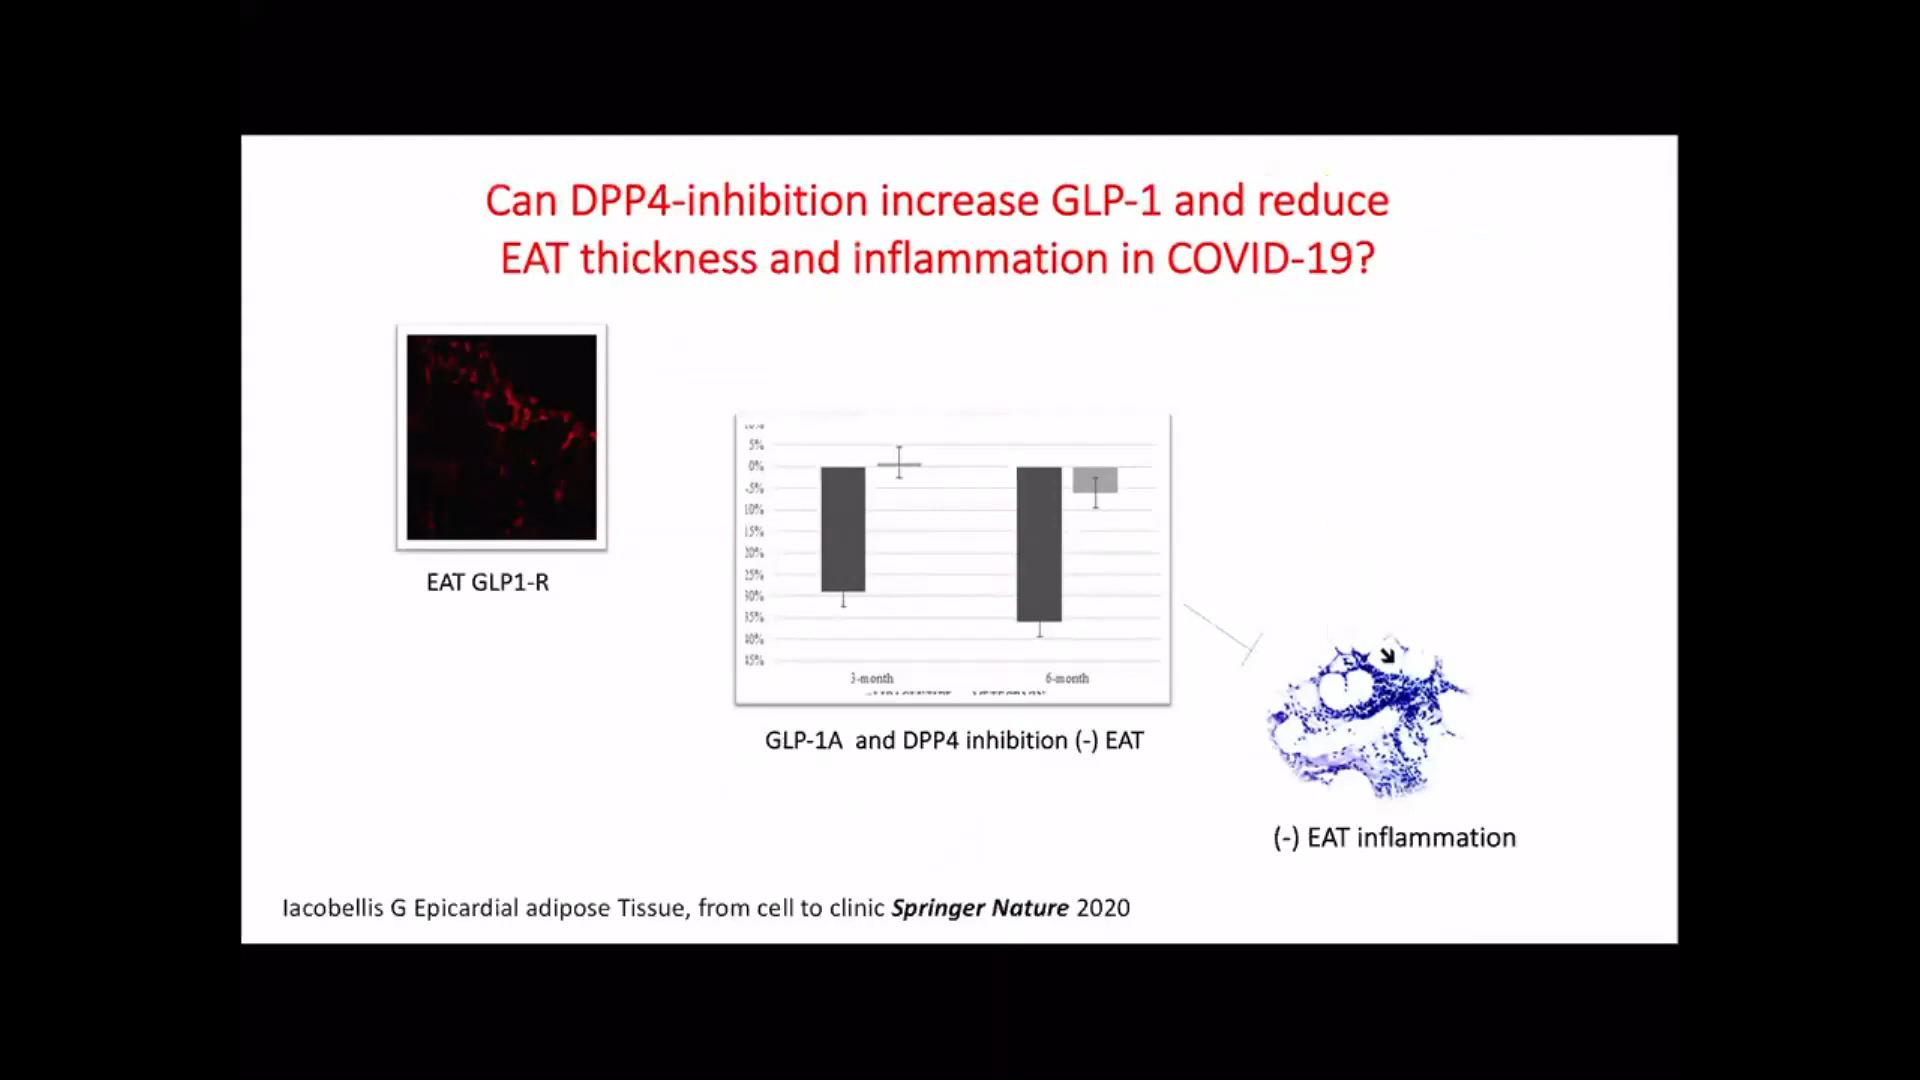 Can DPP4-inhibition increase GLP-1 and reduce
EAT thickness and inflammation in COVID-19?
EAT GLP1-R
5%
0%
-5%
10%
15%
20%
25%
30%
35%
40%
45%
3-month
6-month
GLP-1A and DPP4 inhibition (-) EAT
(-) EAT inflammation
Iacobellis G Epicardial adipose Tissue, from cell to clinic Springer Nature 2020